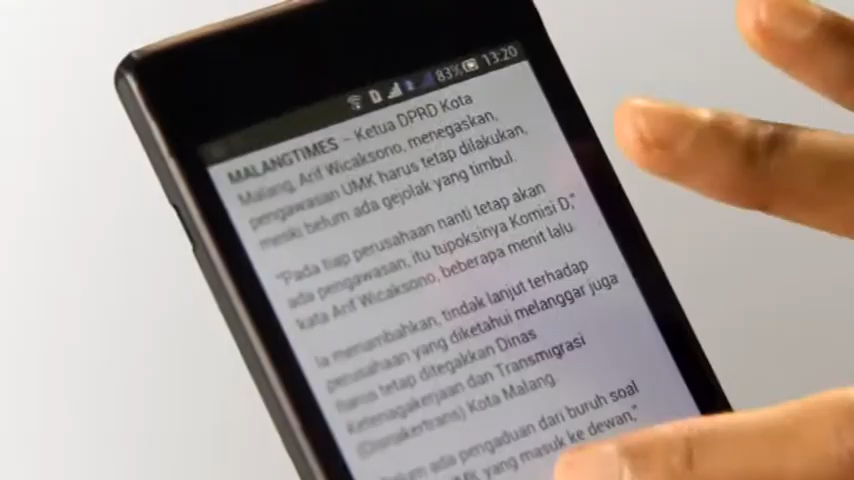 83% 13:20
MALANGTIMES - Ketua DPRD Kota
Malang, Arif Wicaksono, menegaskan,
pengawasan UMK harus tetap dilakukan,
meski belum ada gejolak yang timbul.
"Pada tiap perusahaan nanti tetap akan
ada pengawasan, itu tupoksinya Komisi D,"
kata Arif Wicaksono, beberapa menit lalu.
Ia menambahkan, tindak lanjut terhadap
perusahaan yang diketahui melanggar juga
harus tetap ditegakkan Dinas
Ketenagakerjaan dan Transmigrasi
(Disnakertrans) Kota Malang.
Belum ada pengaduan dari buruh soal
UMK yang masuk ke dewan,"